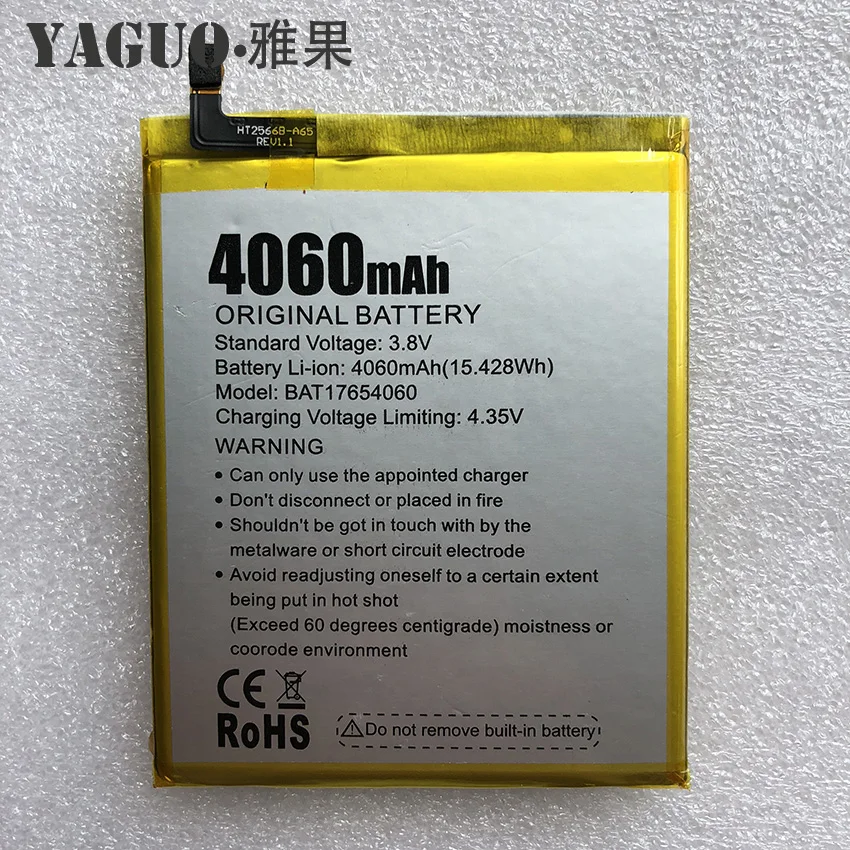 YAGUO·雅果
HT2566B-A65
REV1.1
4060mAh
ORIGINAL BATTERY
Standard Voltage: 3.8V
Battery Li-ion: 4060mAh(15.428Wh)
Model: BAT17654060
Charging Voltage Limiting: 4.35V
WARNING
• Can only use the appointed charger
• Don't disconnect or placed in fire
• Shouldn't be got in touch with by the
metalware or short circuit electrode
• Avoid readjusting oneself to a certain extent
being put in hot shot
(Exceed 60 degrees centigrade) moistness or
coorode environment
CE
RoHS
Do not remove built-in battery